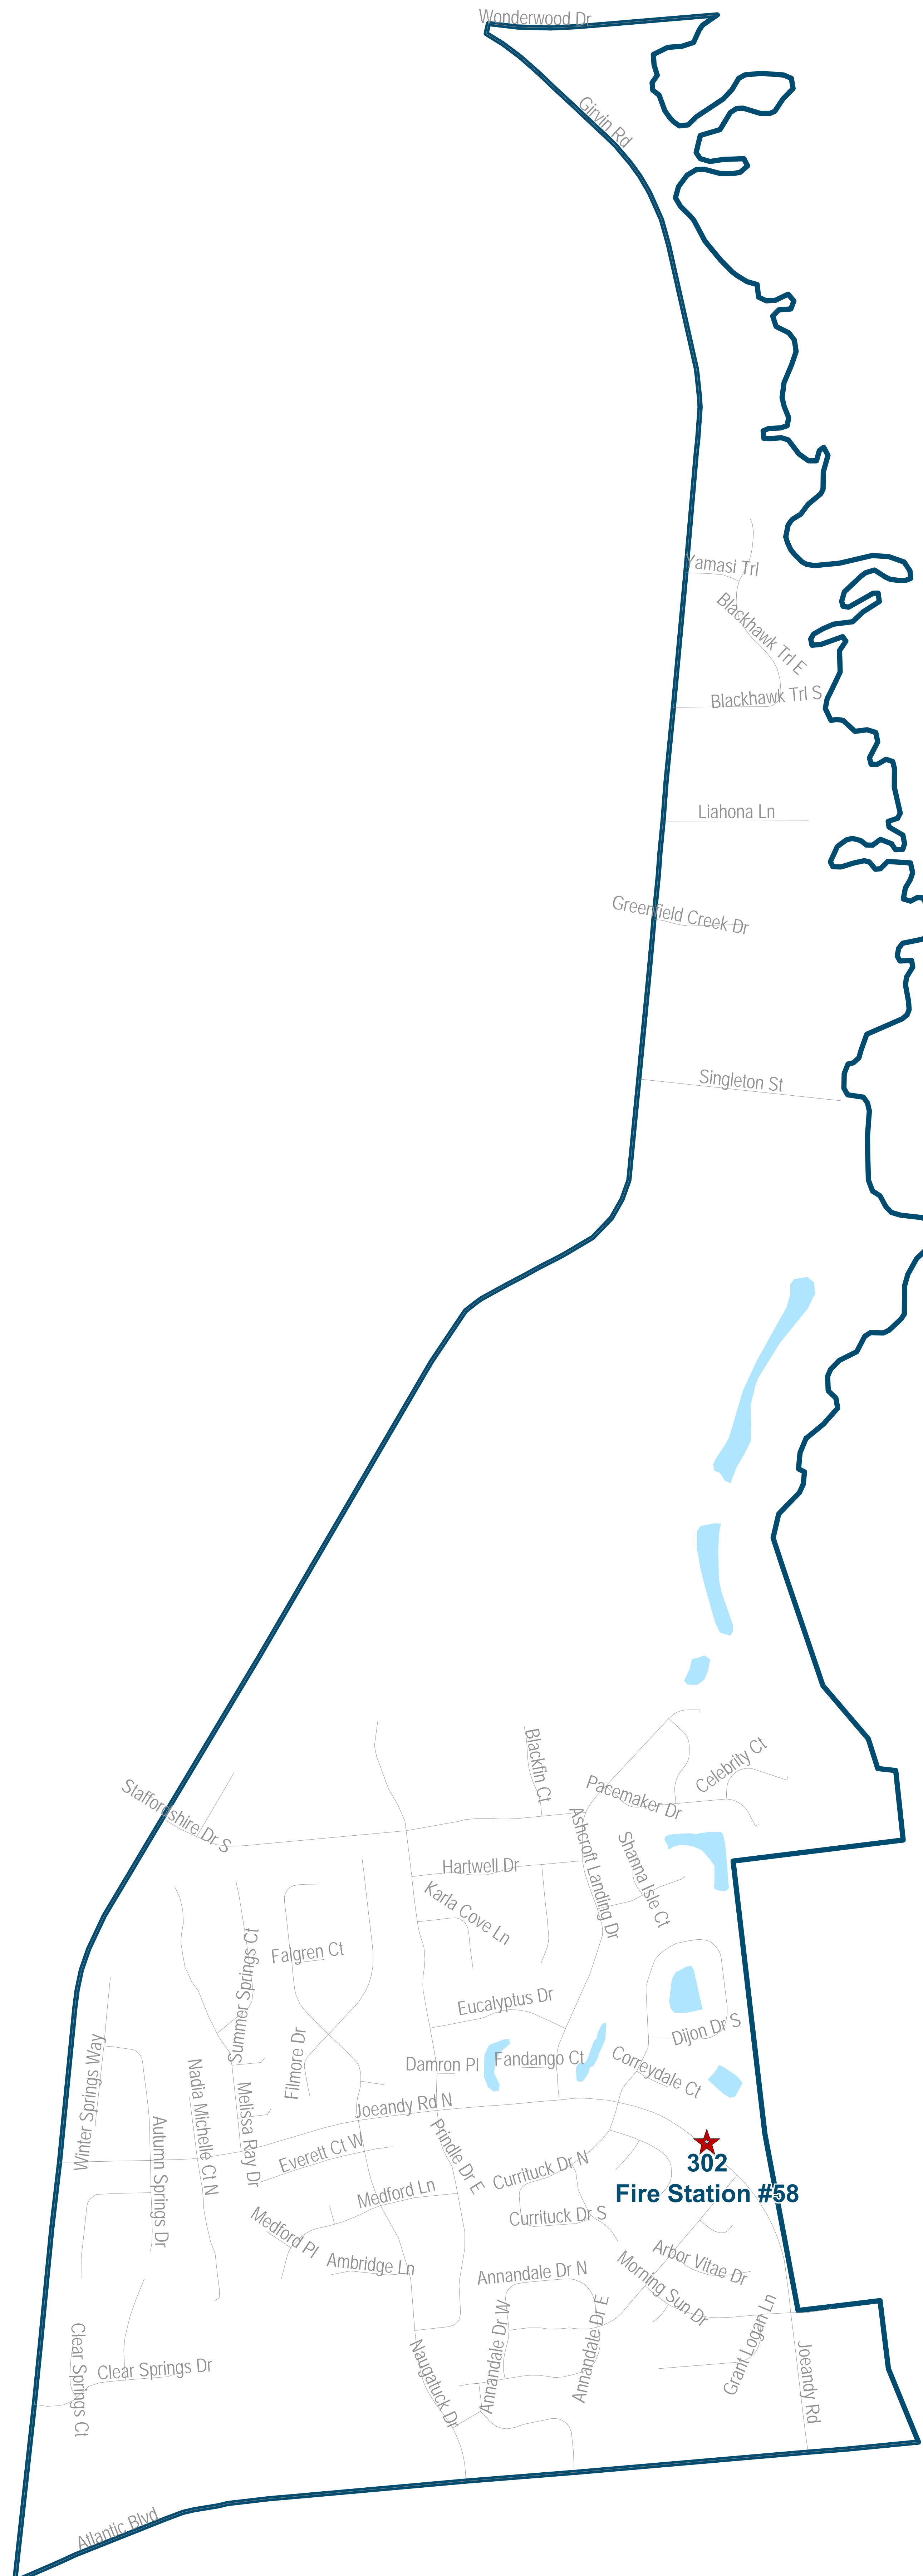 Wonderwood Dr
Girvin Rd
Yamasi Trl
Blackhawk Trl E
Blackhawk Trl S
Liahona Ln
Greenfield Creek Dr
Singleton St
Blackfin Ct
Celebrity Ct
Pacemaker Dr
Staffordshire Dr S
Ashcroft Landing Dr
Shanna Isle Ct
Hartwell Dr
Karla Cove Ln
Falgren Ct
Summer Springs Ct
Eucalyptus Dr
Dijon Dr S
Filmore Dr
Winter Springs Way
Damron Pl
Fandango Ct
Correydale Ct
Nadia Michelle Ct N
Melissa Ray Dr
Joeandy Rd N
Autumn Springs Dr
Everett Ct W
Prindle Dr E
302
Fire Station #58
Currituck Dr N
Medford Ln
Currituck Dr S
Medford Pl
Ambridge Ln
Annandale Dr N
Arbor Vitae Dr
Morning Sun Dr
Annandale Dr W
Annandale Dr E
Grant Logan Ln
Joeandy Rd
Clear Springs Ct
Clear Springs Dr
Naugatuck Dr
Atlantic Blvd